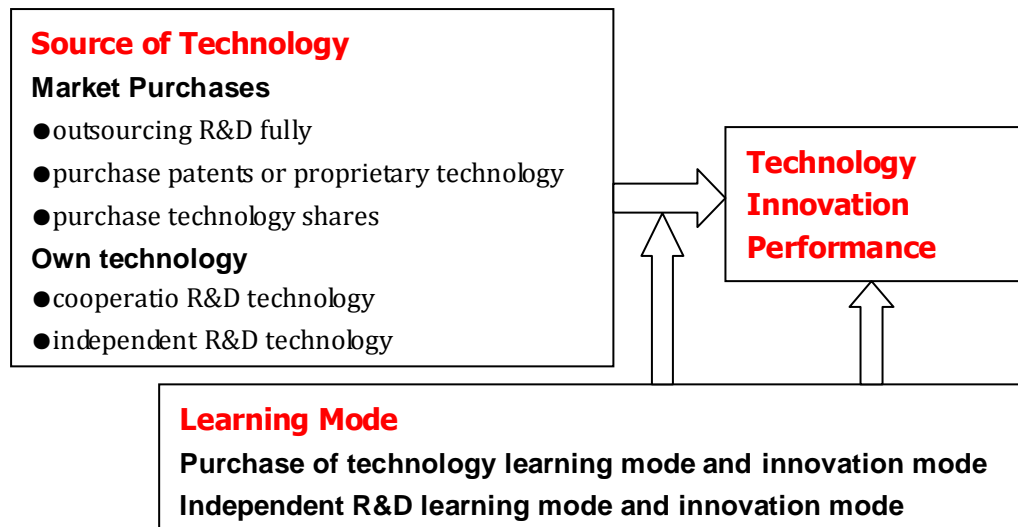 Source of Technology
Market Purchases
●outsourcing R&D fully
●purchase patents or proprietary technology
●purchase technology shares
Own technology
●cooperatio R&D technology
●independent R&D technology
Technology
Innovation
Performance
Learning Mode
Purchase of technology learning mode and innovation mode
Independent R&D learning mode and innovation mode